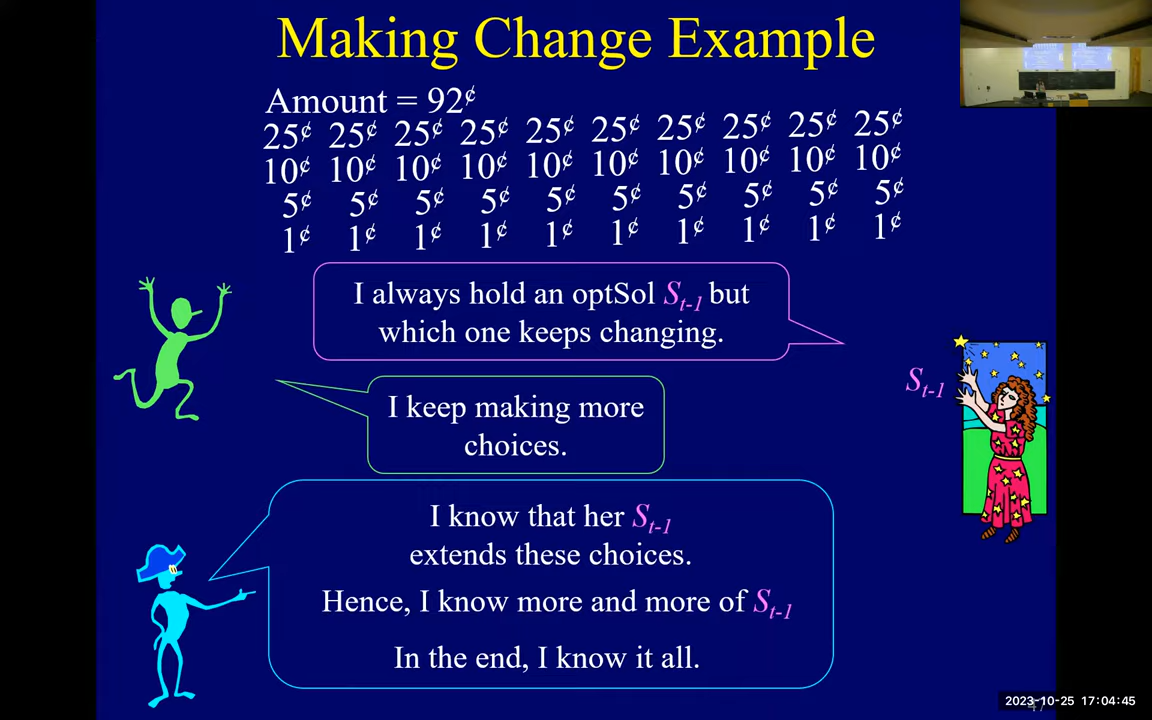 Making Change Example
Amount = 92¢
25¢ 25¢ 25¢ 25¢ 25¢ 25¢ 25¢ 25¢ 25¢ 25¢
10¢ 10¢ 10¢ 10¢ 10¢ 10¢ 10¢ 10¢ 10¢ 10¢
5¢ 5¢ 5¢ 5¢ 5¢ 5¢ 5¢ 5¢ 5¢ 5¢
1¢ 1¢ 1¢ 1¢ 1¢ 1¢ 1¢ 1¢ 1¢ 1¢
I always hold an optSol S_{t-1} but
which one keeps changing.
S_{t-1}
I keep making more
choices.
I know that her S_{t-1}
extends these choices.
Hence, I know more and more of S_{t-1}
In the end, I know it all.
2023-10-25 17:04:45